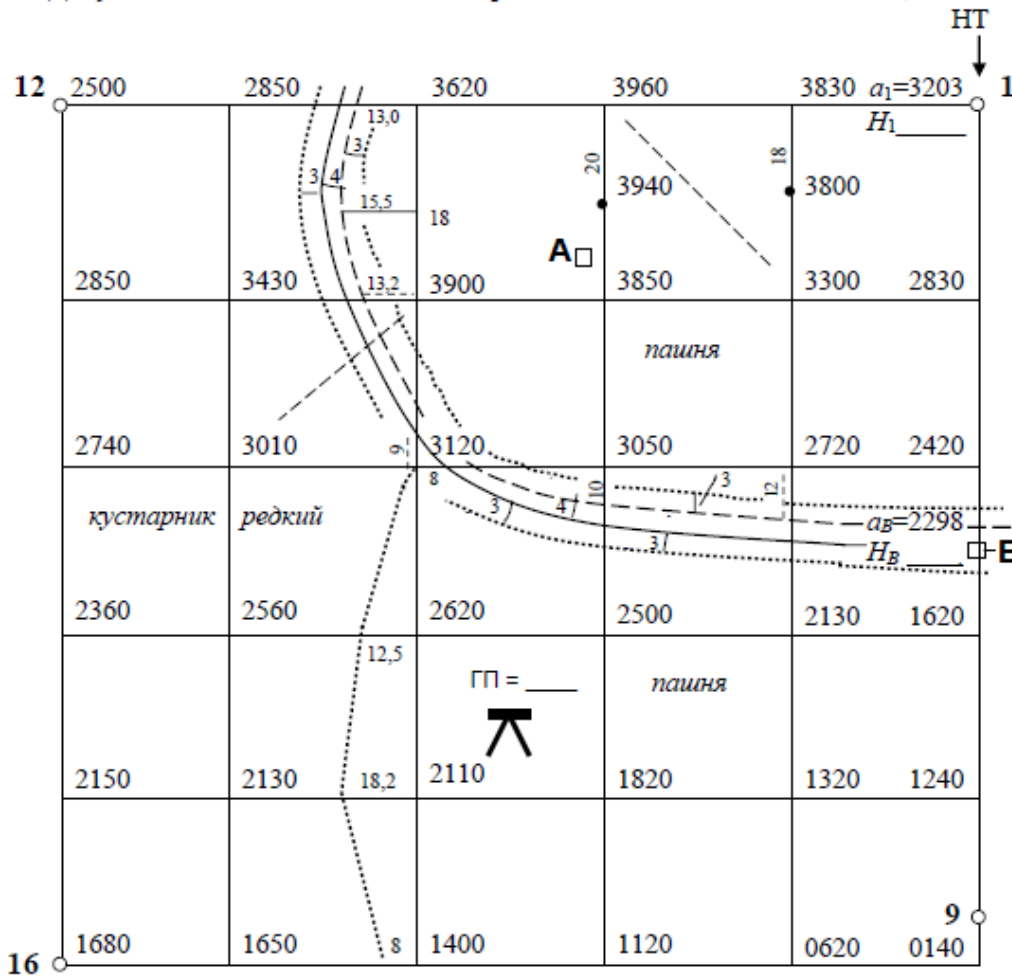 НТ
12 2500 2850 3620 3960 3830 a₁=3203 1
H₁______
13,0
3
3 4
20 3940
18 3800
15,5 18
А
2850 3430 13,2 3900 3850 3300 2830
пашня
2740 3010 9 3120 3050 2720 2420
8 3 4 10 3 12
кустарник редкий
3
aB=2298
HB_____ В
2360 2560 2620 2500 2130 1620
12,5
ГП = ____
пашня
2150 2130 18,2 2110 1820 1320 1240
9
1680 1650 8 1400 1120 0620 0140
16